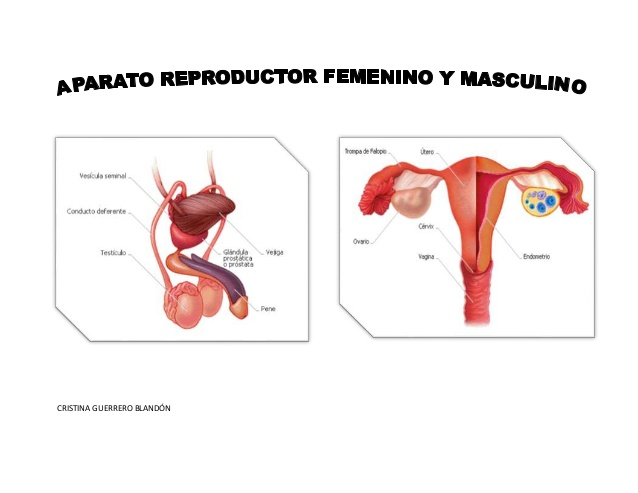 APARATO REPRODUCTOR FEMENINO Y MASCULINO
Vesícula seminal
Conducto deferente
Testículo
Glándula
prostática
o próstata
Vejiga
Pene
Trompa de Falopio
Útero
Ovario
Cérvix
Vagina
Endometrio
CRISTINA GUERRERO BLANDÓN